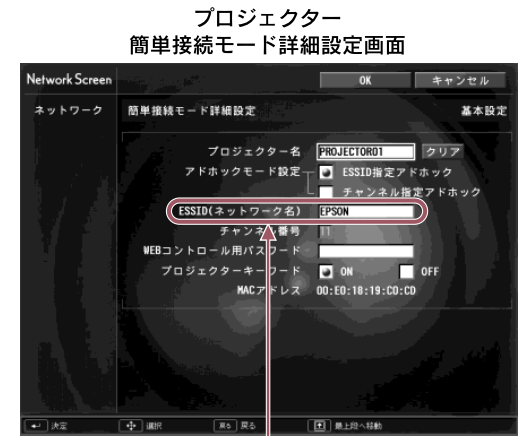 プロジェクター
簡単接続モード詳細設定画面
Network Screen
OK
キャンセル
ネットワーク
簡単接続モード詳細設定
基本設定
プロジェクター名 PROJECTOR01 クリア
アドホックモード設定 ESSID指定アドホック
チャンネル指定アドホック
ESSID(ネットワーク名) EPSON
チャンネル番号 11
WEBコントロール用パスワード
プロジェクターキーワード ON OFF
MACアドレス 00:E0:18:19:C0:CD
決定 選択 戻る 戻る 最上段へ移動